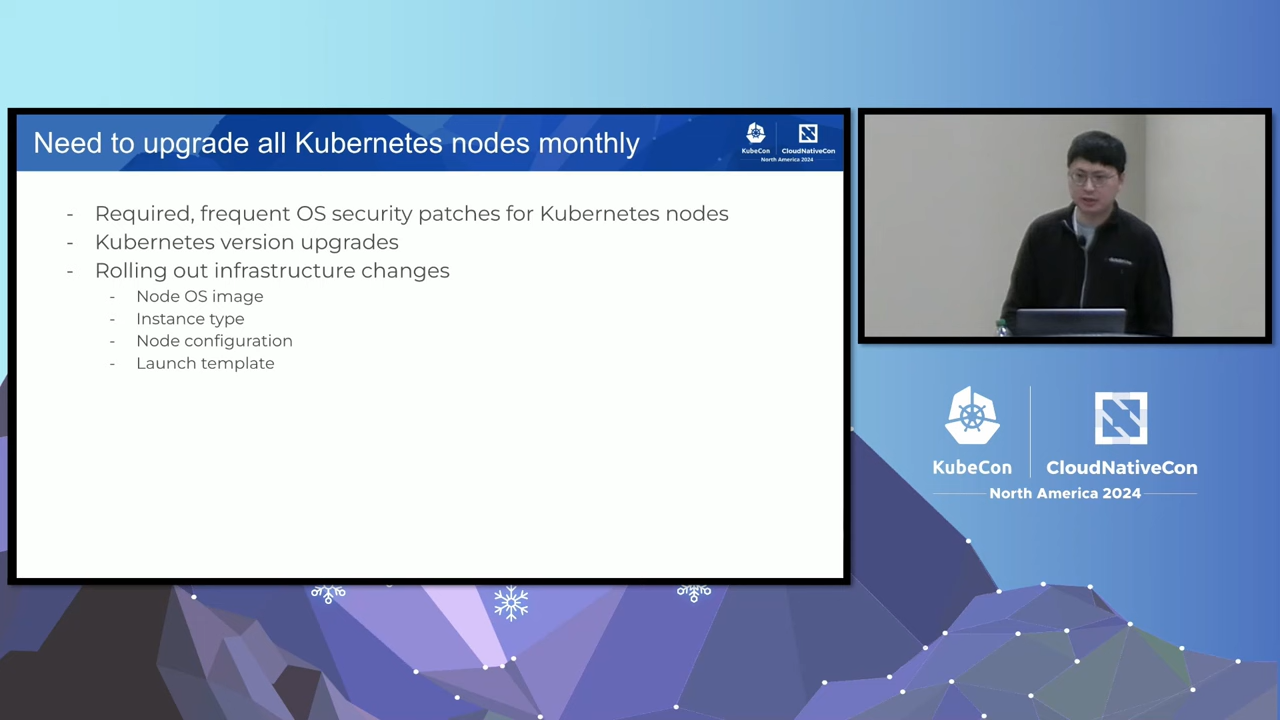 Need to upgrade all Kubernetes nodes monthly
KubeCon
CloudNativeCon
North America 2024
- Required, frequent OS security patches for Kubernetes nodes
- Kubernetes version upgrades
- Rolling out infrastructure changes
- Node OS image
- Instance type
- Node configuration
- Launch template
KubeCon
CloudNativeCon
North America 2024